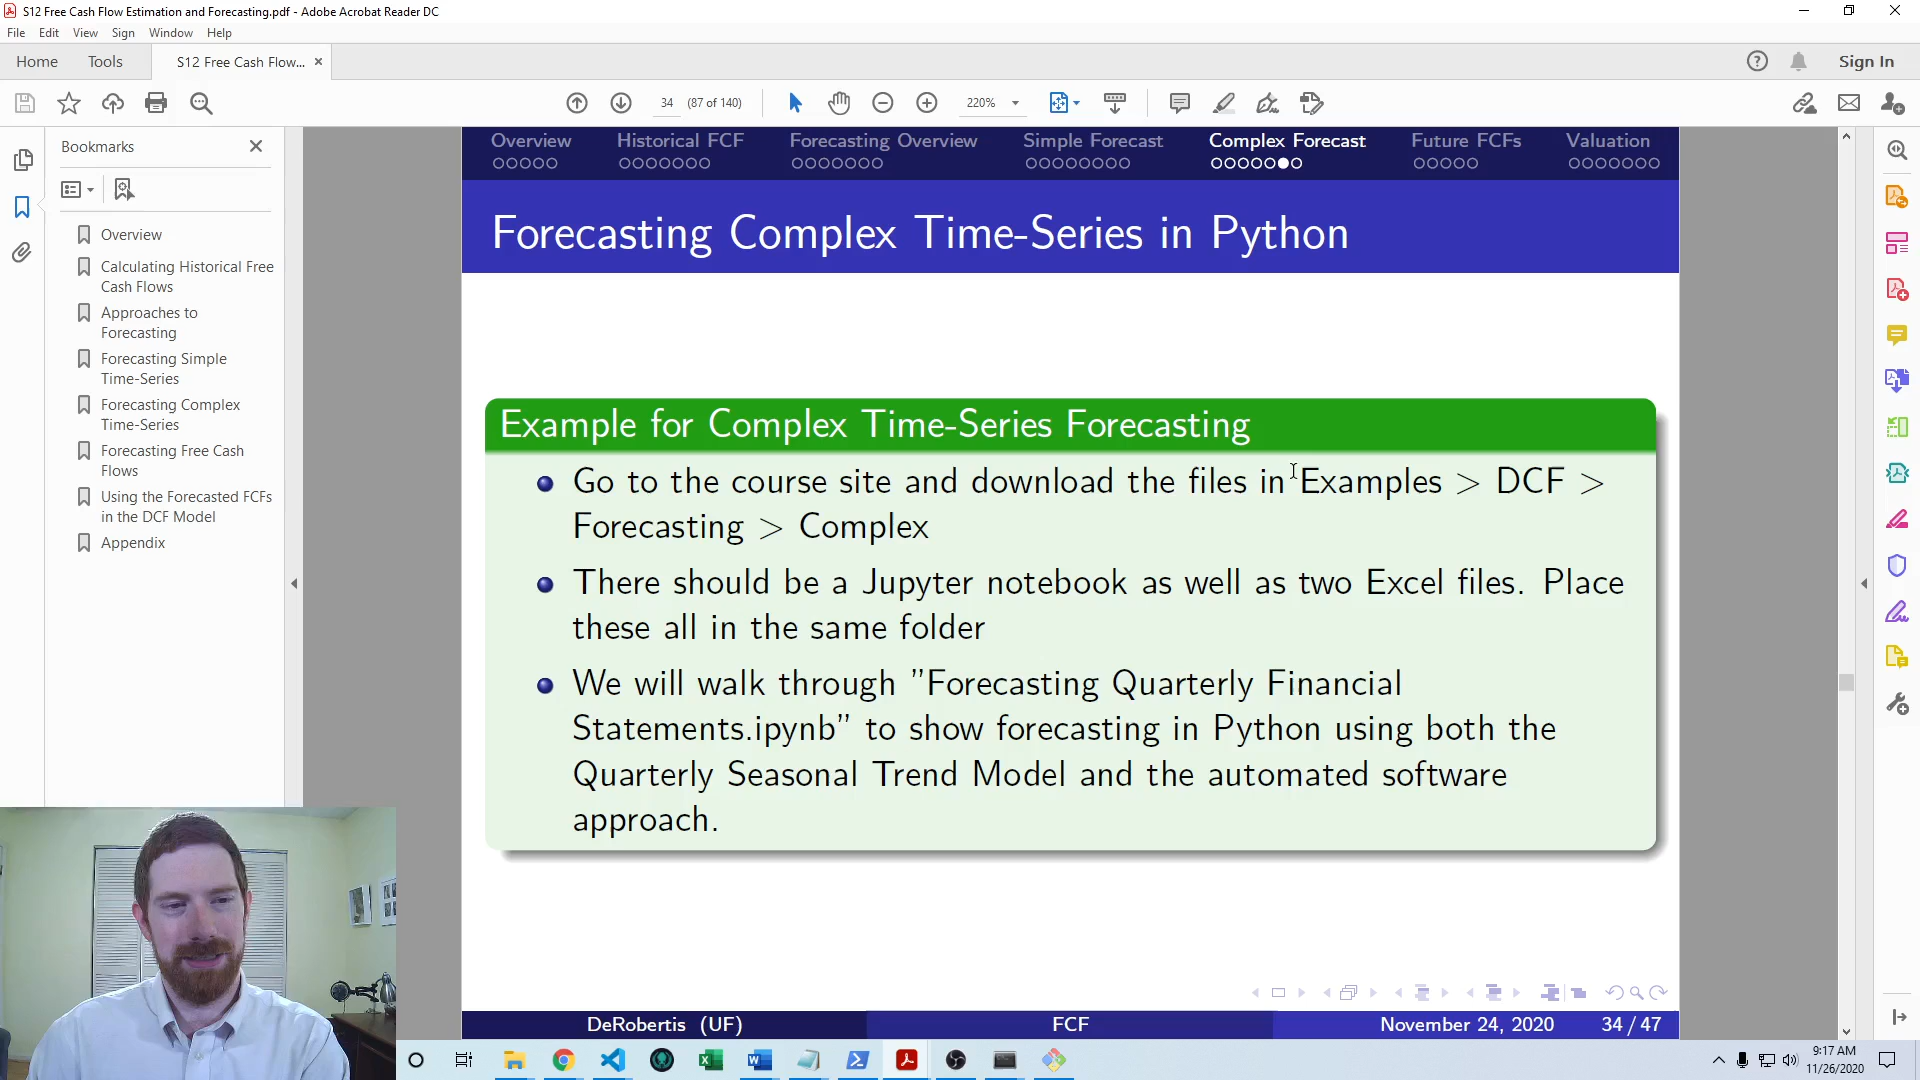 S12 Free Cash Flow Estimation and Forecasting.pdf - Adobe Acrobat Reader DC
File Edit View Sign Window Help
Home Tools S12 Free Cash Flow... × Sign In
34 (87 of 140) 220%
Bookmarks
Overview
Calculating Historical Free
Cash Flows
Approaches to
Forecasting
Forecasting Simple
Time-Series
Forecasting Complex
Time-Series
Forecasting Free Cash
Flows
Using the Forecasted FCFs
in the DCF Model
Appendix
Overview Historical FCF Forecasting Overview Simple Forecast Complex Forecast Future FCFs Valuation
Forecasting Complex Time-Series in Python
Example for Complex Time-Series Forecasting
Go to the course site and download the files in Examples > DCF >
Forecasting > Complex
There should be a Jupyter notebook as well as two Excel files. Place
these all in the same folder
We will walk through ”Forecasting Quarterly Financial
Statements.ipynb” to show forecasting in Python using both the
Quarterly Seasonal Trend Model and the automated software
approach.
DeRobertis (UF) FCF November 24, 2020 34 / 47
9:17 AM
11/26/2020